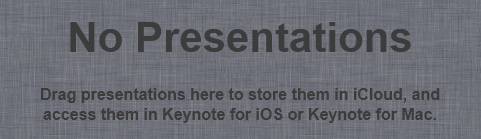 No Presentations
Drag presentations here to store them in iCloud, and
access them in Keynote for iOS or Keynote for Mac.